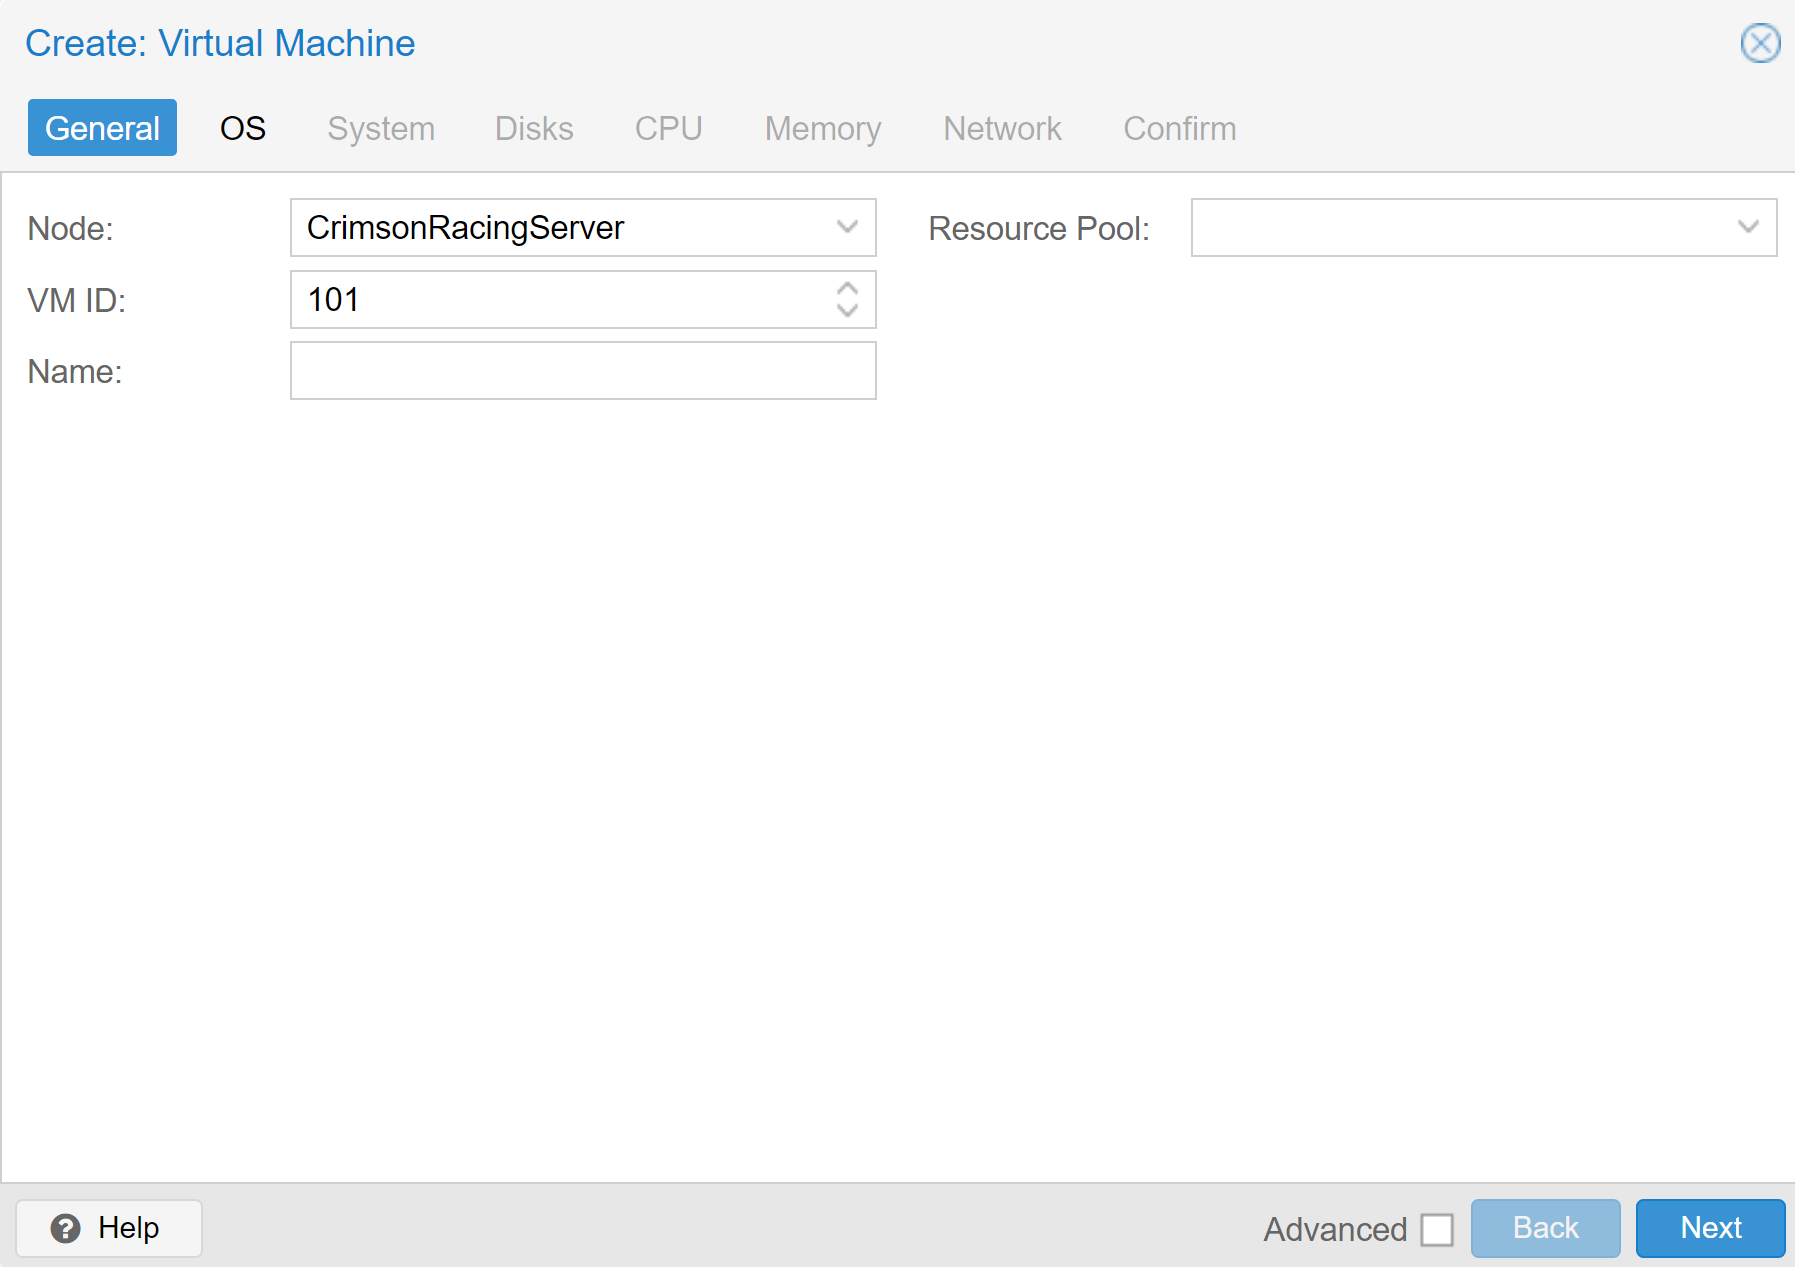 Create: Virtual Machine
General OS System Disks CPU Memory Network Confirm
Node: CrimsonRacingServer Resource Pool:
VM ID: 101
Name:
Help Advanced Back Next